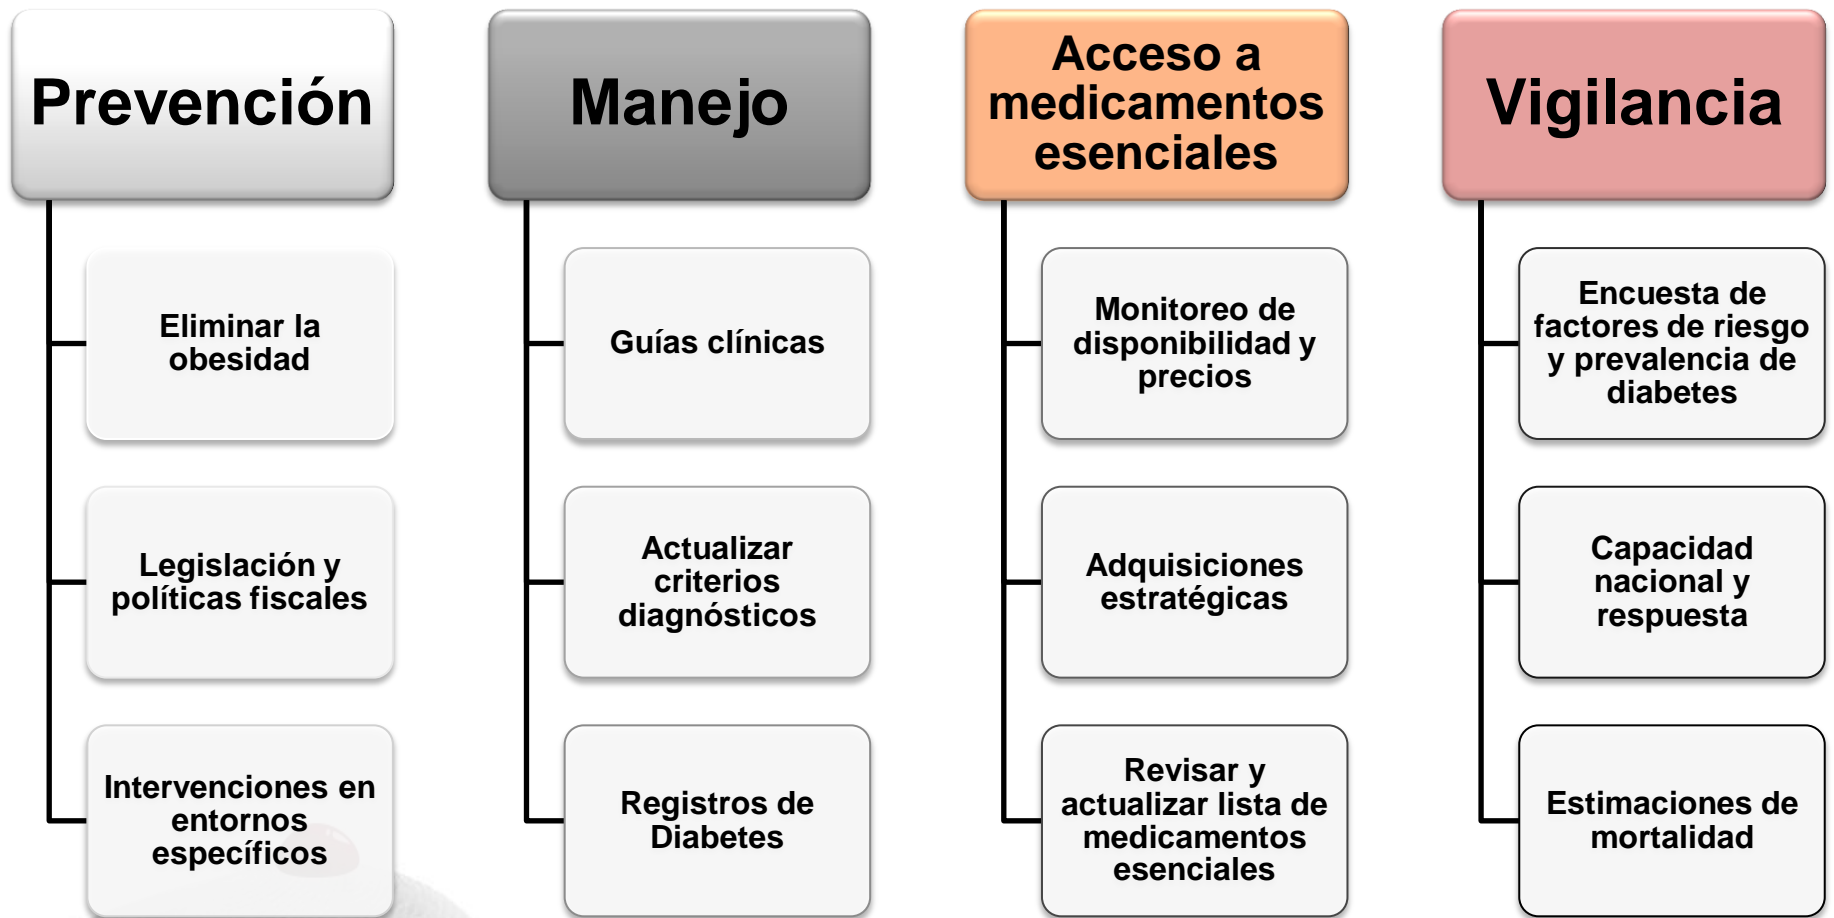 Prevención
Eliminar la
obesidad
Legislación y
políticas fiscales
Intervenciones en
entornos
específicos
Manejo
Guías clínicas
Actualizar
criterios
diagnósticos
Registros de
Diabetes
Acceso a
medicamentos
esenciales
Monitoreo de
disponibilidad y
precios
Adquisiciones
estratégicas
Revisar y
actualizar lista de
medicamentos
esenciales
Vigilancia
Encuesta de
factores de riesgo
y prevalencia de
diabetes
Capacidad
nacional y
respuesta
Estimaciones de
mortalidad